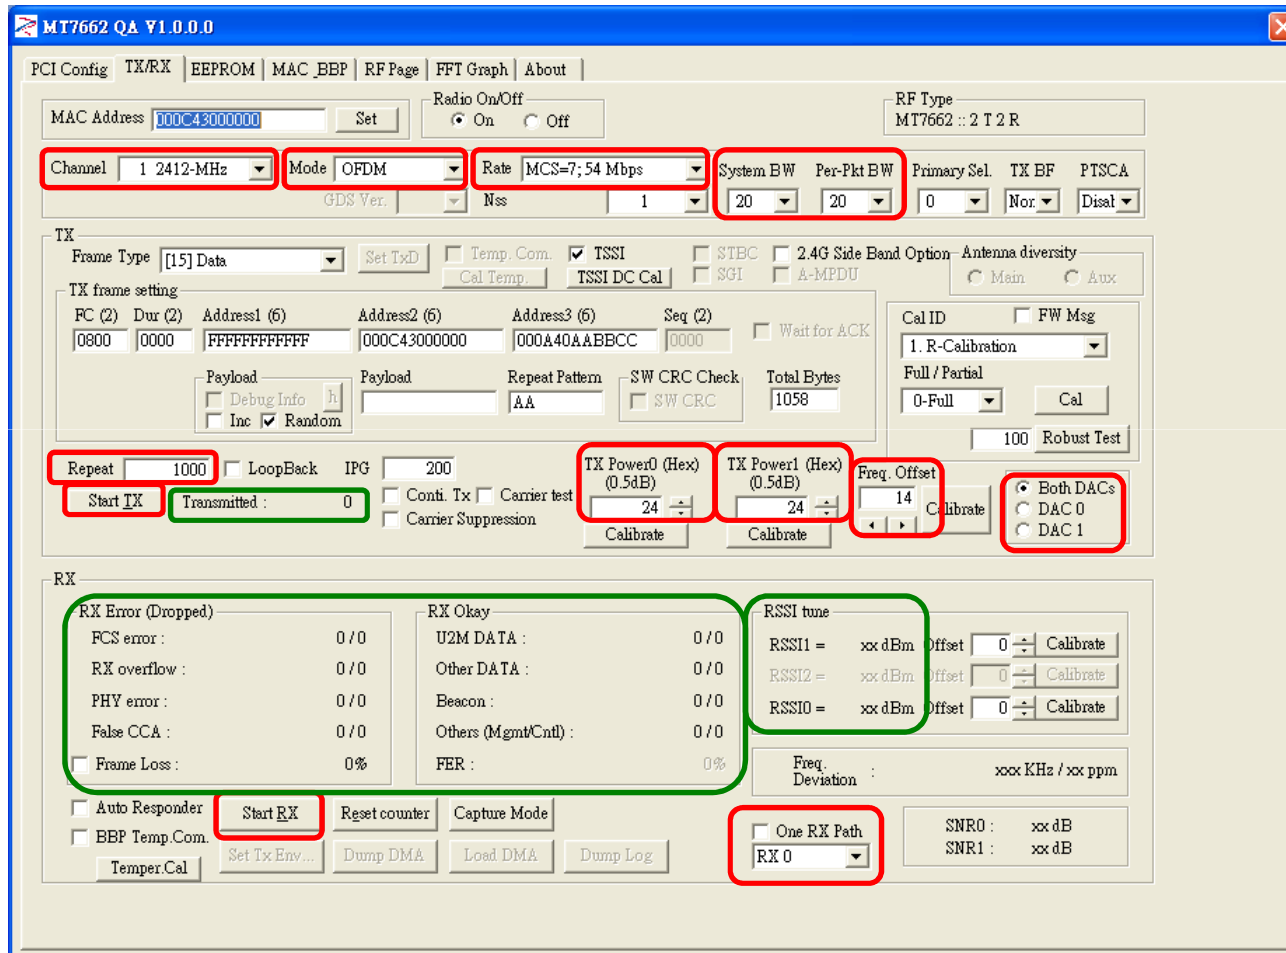 MT7662 QA V1.0.0.0
PCI Config TX/RX EEPROM MAC_BBP RF Page FFT Graph About
MAC Address 000C43000000 Set
Radio On/Off
On Off
RF Type
MT7662 :: 2 T 2 R
Channel 1 2412-MHz Mode OFDM Rate MCS=7; 54 Mbps System BW Per-Pkt BW Primary Sel. TX BF PTSCA
GDS Ver. Nss 1 20 20 0 Nor. Disal
TX
Frame Type [15] Data Set TxD Temp. Com. TSSI STBC 2.4G Side Band Option Antenna diversity
Cal Temp. TSSI DC Cal SGI A-MPDU Main Aux
TX frame setting
FC (2) Dur (2) Address1 (6) Address2 (6) Address3 (6) Seq (2) Wait for ACK
0800 0000 FFFFFFFFFFFF 000C43000000 000A40AABBCC 0000
Payload Payload Repeat Pattern SW CRC Check Total Bytes
Debug Info h AA SW CRC 1058
Inc Random
Cal ID FW Msg
1. R-Calibration
Full / Partial
0-Full Cal
100 Robust Test
Repeat 1000 LoopBack IPG 200 TX Power0 (Hex) TX Power1 (Hex) Freq. Offset
(0.5dB) (0.5dB)
Start TX Transmitted : 0 Conti. Tx Carrier test 24 24 14 Calibrate
Carrier Suppression Calibrate Calibrate
Both DACs
DAC 0
DAC 1
RX
RX Error (Dropped)
FCS error : 0 / 0
RX overflow : 0 / 0
PHY error : 0 / 0
False CCA : 0 / 0
Frame Loss : 0%
RX Okay
U2M DATA : 0 / 0
Other DATA : 0 / 0
Beacon : 0 / 0
Others (Mgmt/Cntl) : 0 / 0
FER : 0%
RSSI tune
RSSI1 = xx dBm Offset 0 Calibrate
RSSI2 = xx dBm Offset 0 Calibrate
RSSI0 = xx dBm Offset 0 Calibrate
Freq.
Deviation : xxx KHz / xx ppm
Auto Responder Start RX Reset counter Capture Mode
BBP Temp.Com. Set Tx Env... Dump DMA Load DMA Dump Log
Temper.Cal
One RX Path
RX 0
SNR0 : xx dB
SNR1 : xx dB